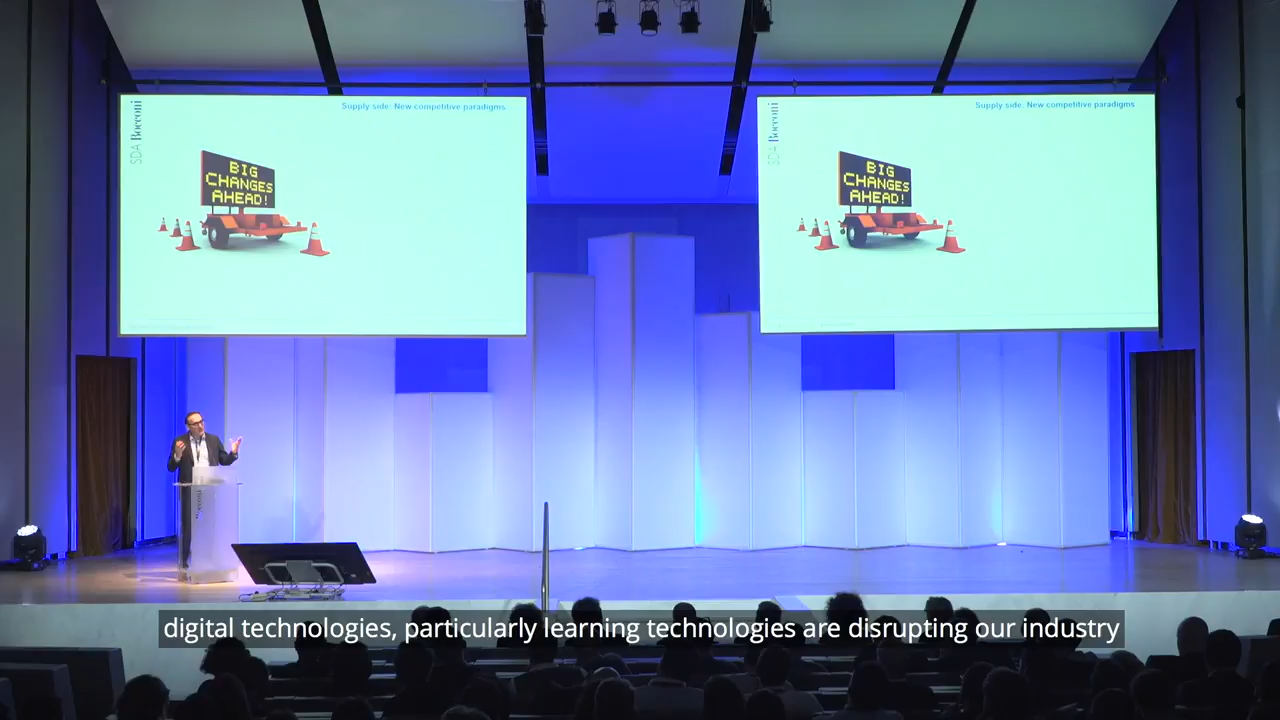 SDA Bocconi
Supply side: New competitive paradigms
BIG
CHANGES
AHEAD!
SDA Bocconi
Supply side: New competitive paradigms
BIG
CHANGES
AHEAD!
digital technologies, particularly learning technologies are disrupting our industry